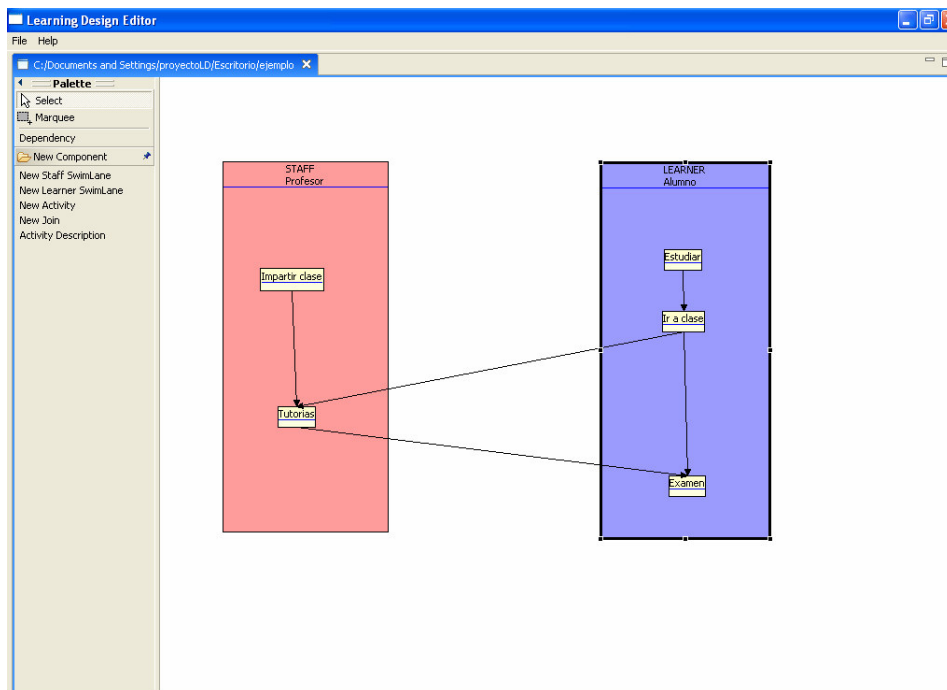 Learning Design Editor
File Help
C:/Documents and Settings/proyectoLD/Escritorio/ejemplo
Palette
Select
Marquee
Dependency
New Component
New Staff SwimLane
New Learner SwimLane
New Activity
New Join
Activity Description
STAFF
Profesor
Impartir clase
Tutorias
LEARNER
Alumno
Estudiar
Ir a clase
Examen